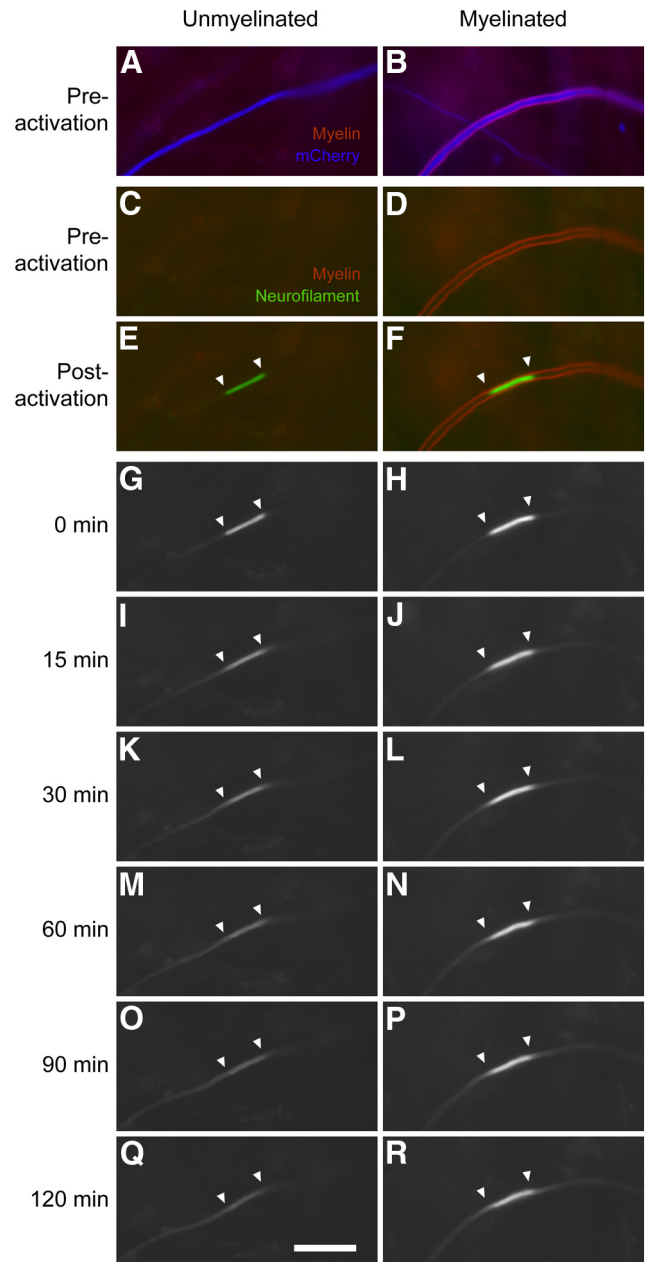 Unmyelinated Myelinated
Pre-
activation
A
Myelin
mCherry
B
Pre-
activation
C
Myelin
Neurofilament
D
Post-
activation
E
F
0 min
G
H
15 min
I
J
30 min
K
L
60 min
M
N
90 min
O
P
120 min
Q
R